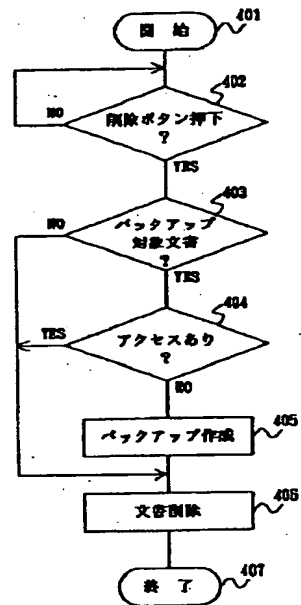 開始
401
402
NO
削除ボタン押下
?
YES
403
NO
バックアップ
対象文書
?
YES
404
YES
アクセスあり
?
NO
405
バックアップ作成
406
文書削除
407
終了